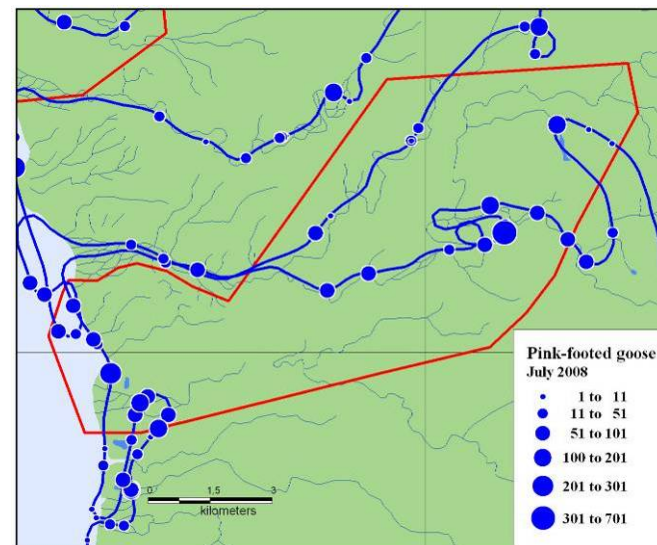 Pink-footed goose
July 2008
1 to 11
11 to 51
51 to 101
100 to 201
201 to 301
301 to 701
0 1.5 3
kilometers